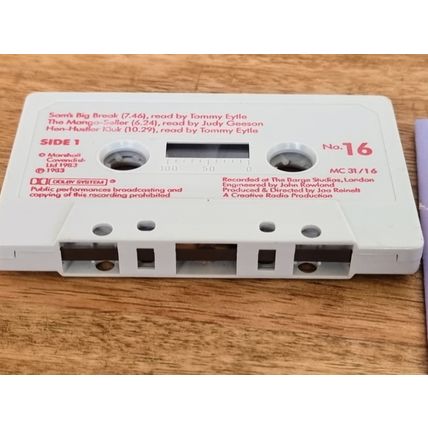 Sam's Big Break (7.46), read by Tommy Eytle
The Mango-Seller (6.24), read by Judy Geeson
Hen-Hustler Kluk (10.29), read by Tommy Eytle
SIDE 1
No. 16
© Marshall
Cavendish
Ltd 1983
℗ 1983
100 50 0
MC 31/16
DOLBY SYSTEM
Public performances broadcasting and
copying of this recording prohibited
Recorded at The Barge Studios, London
Engineered by John Rowland
Produced & Directed by Joa Reinelt
A Creative Radio Production